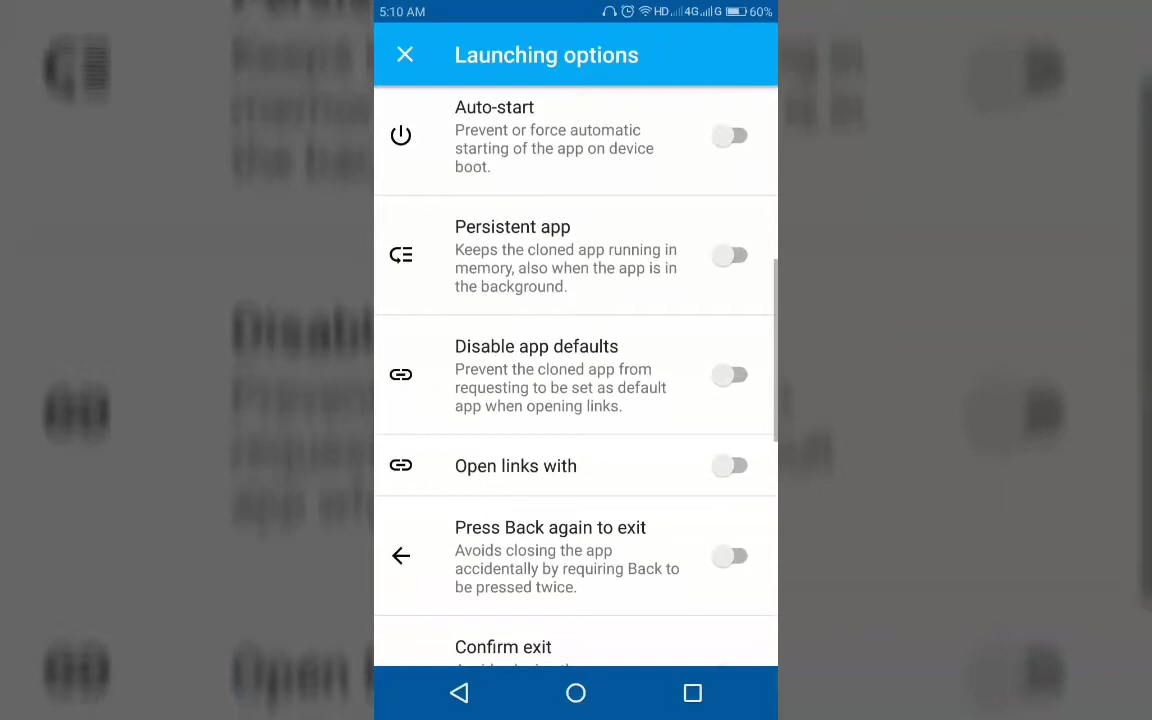 5:10 AM HD 4G G 60%
Launching options
Auto-start
Prevent or force automatic
starting of the app on device
boot.
Persistent app
Keeps the cloned app running in
memory, also when the app is in
the background.
Disable app defaults
Prevent the cloned app from
requesting to be set as default
app when opening links.
Open links with
Press Back again to exit
Avoids closing the app
accidentally by requiring Back to
be pressed twice.
Confirm exit